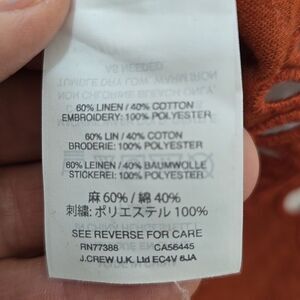 60% LINEN / 40% COTTON
EMBROIDERY: 100% POLYESTER
60% LIN / 40% COTON
BRODERIE: 100% POLYESTER
60% LEINEN / 40% BAUMWOLLE
STICKEREI: 100% POLYESTER
麻 60% / 綿 40%
刺繍: ポリエステル 100%
SEE REVERSE FOR CARE
RN77388 CA56445
J.CREW U.K. Ltd EC4V 6JA